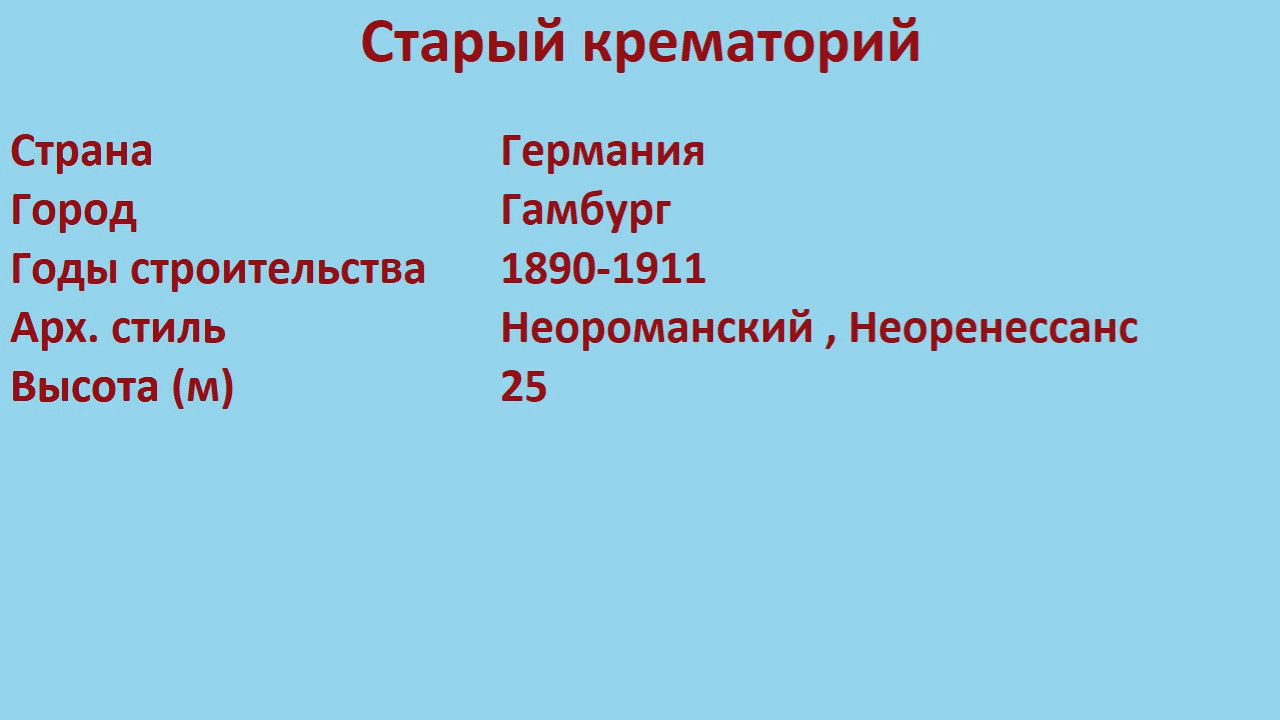 Старый крематорий
Страна Германия
Город Гамбург
Годы строительства 1890-1911
Арх. стиль Неороманский , Неоренессанс
Высота (м) 25